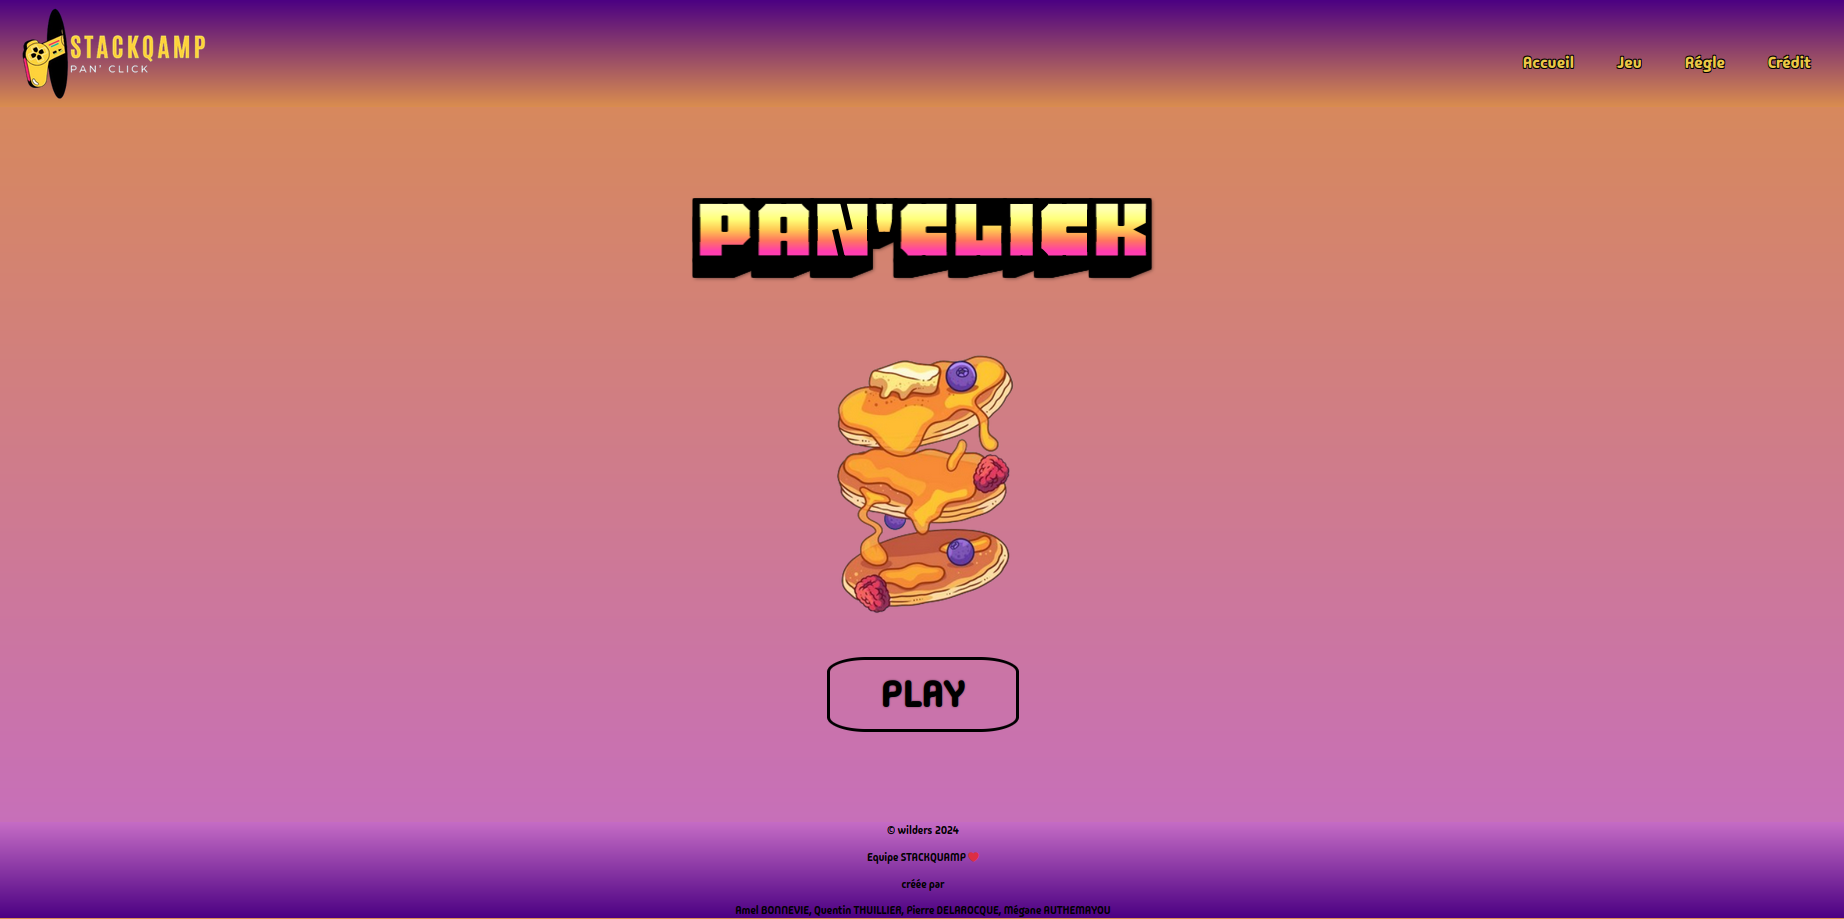 STACKQAMP
PAN' CLICK
Accueil Jeu Régle Crédit
PAN'CLICK
PLAY
© wilders 2024
Equipe STACKQUAMP ❤️
créée par
Amel BONNEVIE, Quentin THUILLIER, Pierre DELAROCQUE, Mégane AUTHEMAYOU